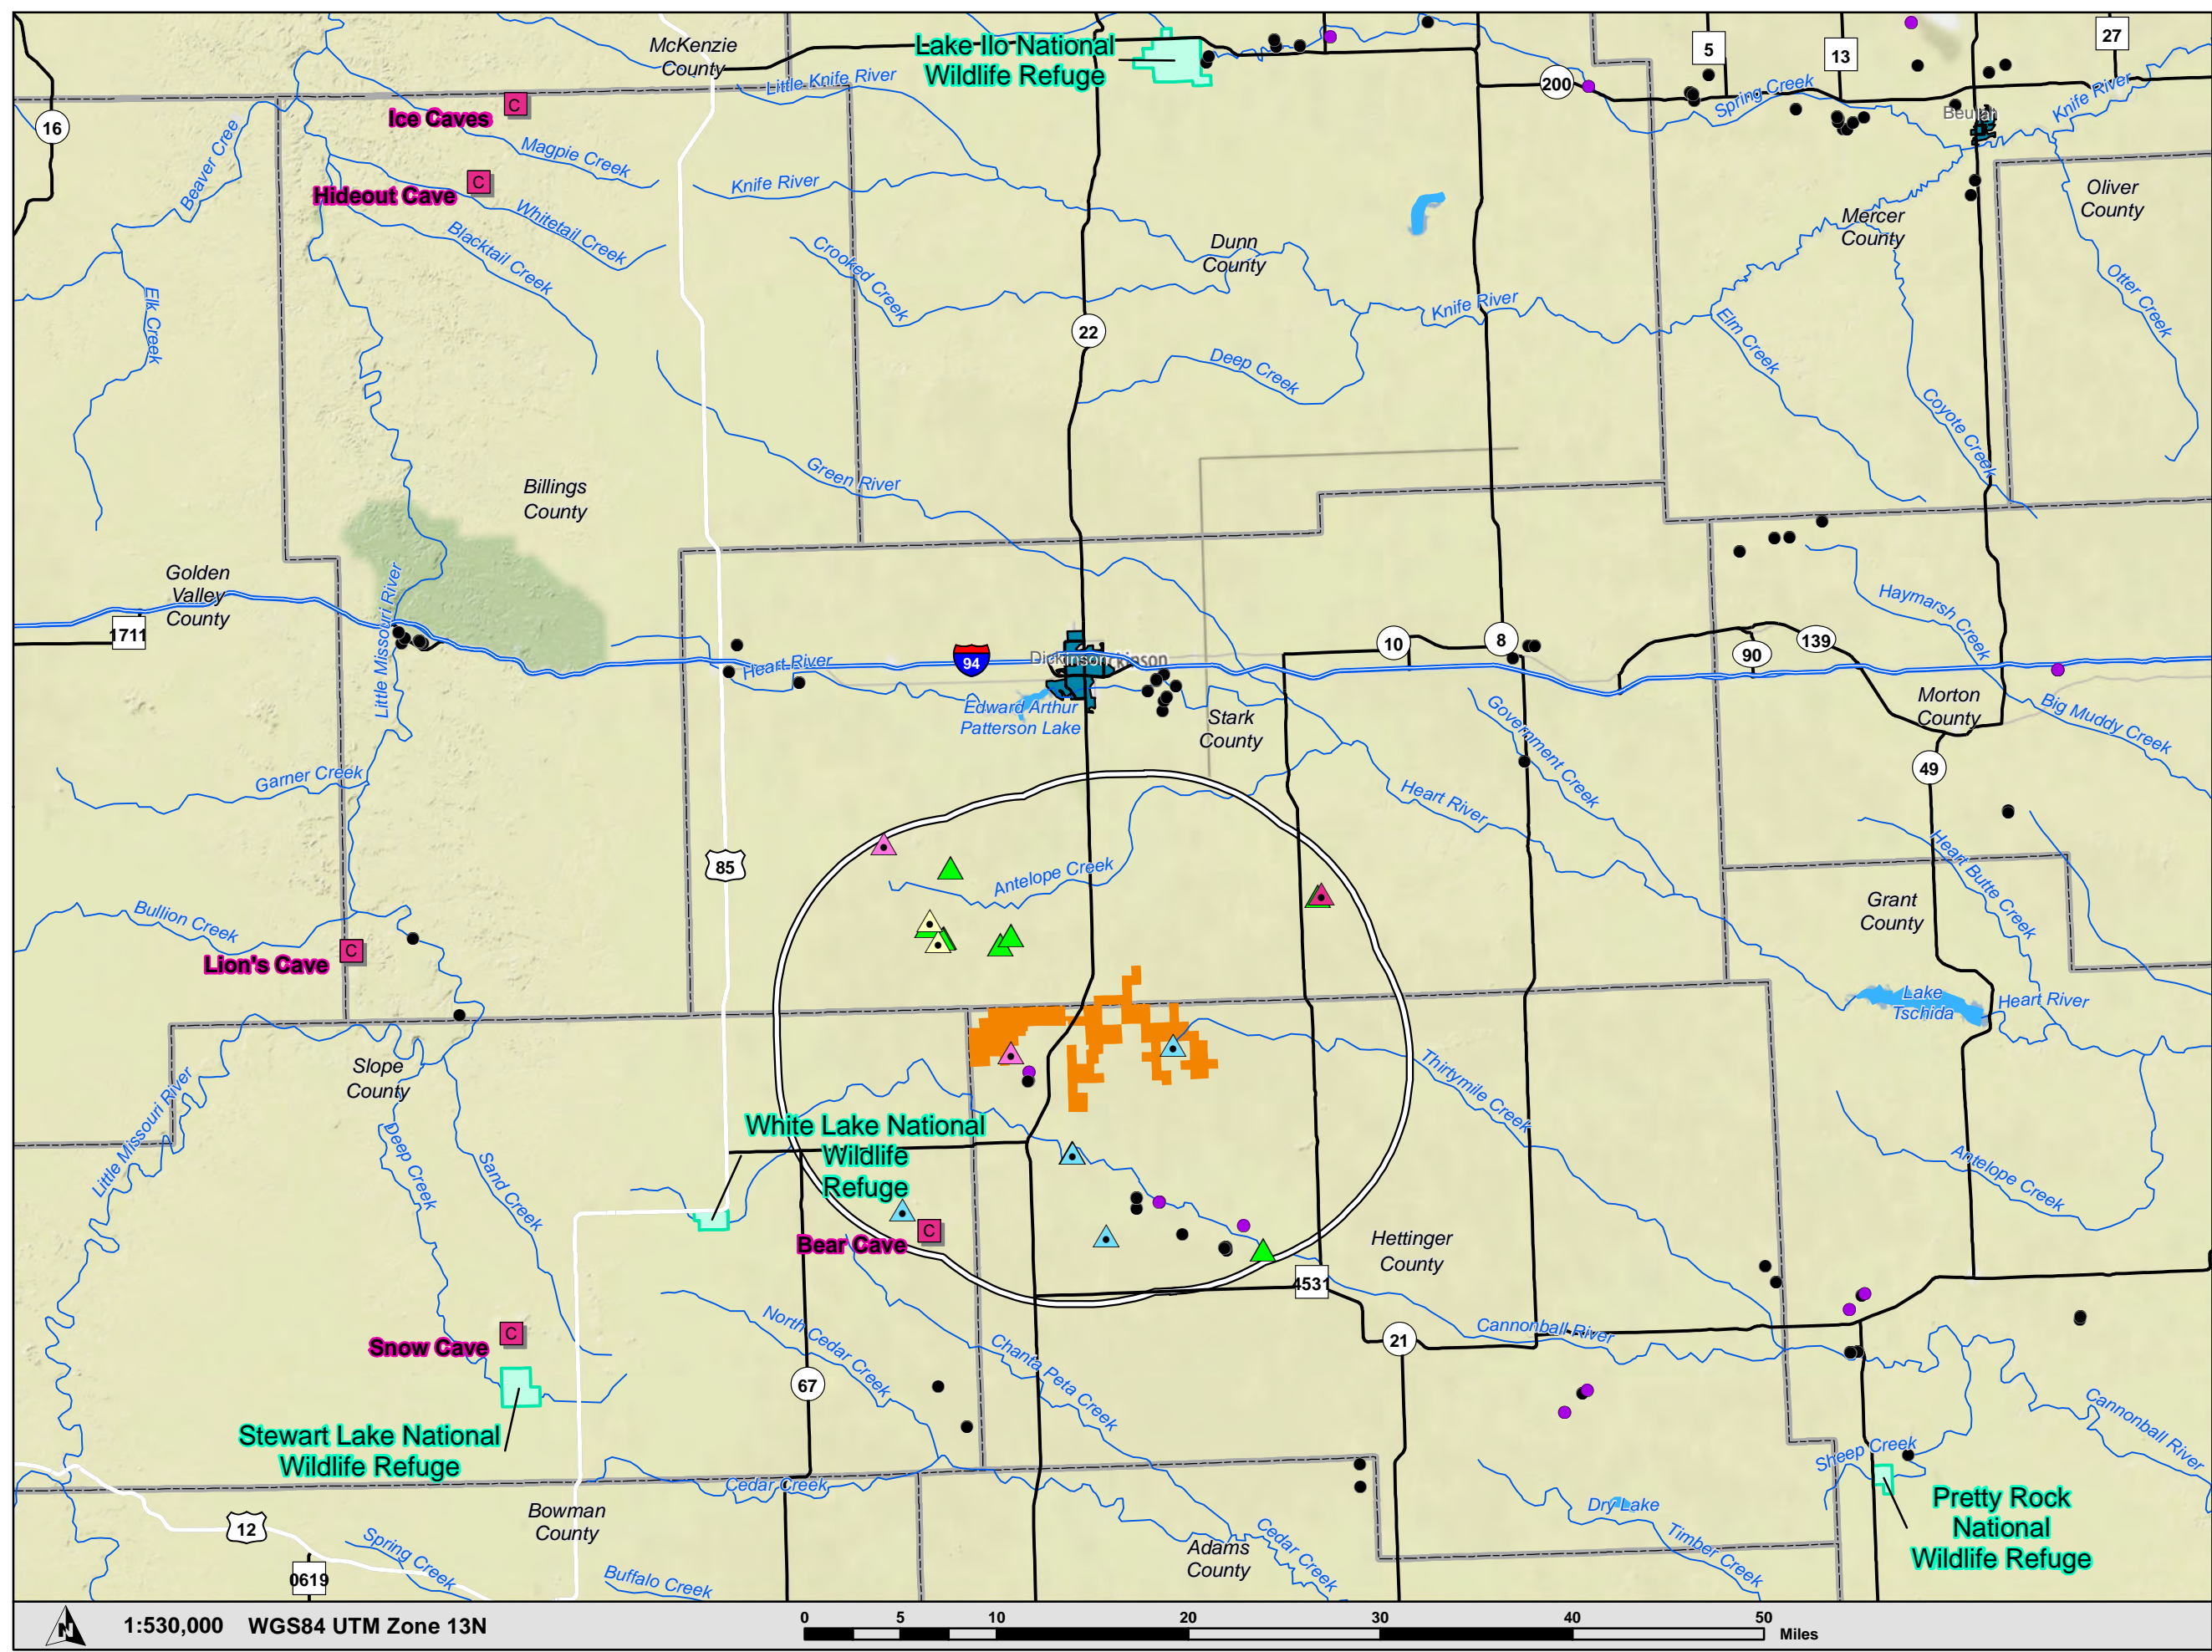 McKenzie
County
Lake Ilo National
Wildlife Refuge
5
13
27
16
Ice Caves
C
Little Knife River
200
Spring Creek
Beulah
Knife River
Beaver Cree
Magpie Creek
Hideout Cave
C
Knife River
Whitetail Creek
Blacktail Creek
Crooked Creek
Dunn
County
Mercer
County
Oliver
County
Elk Creek
22
Knife River
Elm Creek
Otter Creek
Deep Creek
Coyote Creek
Green River
Billings
County
Golden
Valley
County
1711
Little Missouri River
Heart River
94
Dickinson
10
8
90
139
Haymarsh Creek
Edward Arthur
Patterson Lake
Stark
County
Government Creek
Morton
County
Big Muddy Creek
Garner Creek
49
Heart River
85
Antelope Creek
Heart Butte Creek
Grant
County
Bullion Creek
Lion's Cave
C
Lake
Tschida
Heart River
Slope
County
Little Missouri River
Deep Creek
Sand Creek
Thirtymile Creek
White Lake National
Wildlife
Refuge
Antelope Creek
Bear Cave
C
Hettinger
County
4531
Snow Cave
C
North Cedar Creek
Chanta Peta Creek
21
Cannonball River
67
Cannonball River
Stewart Lake National
Wildlife Refuge
Sheep Creek
Cedar Creek
Bowman
County
12
0619
Spring Creek
Buffalo Creek
Adams
County
Cedar Creek
Dry Lake
Timber Creek
Pretty Rock
National
Wildlife Refuge
N
1:530,000 WGS84 UTM Zone 13N
0 5 10 20 30 40 50
Miles